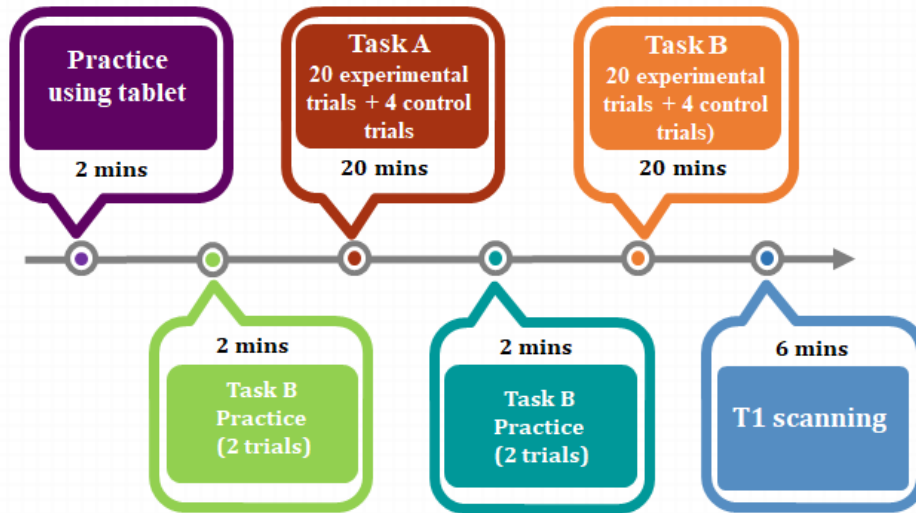 Practice
using tablet
2 mins
Task A
20 experimental
trials + 4 control
trials
20 mins
Task B
20 experimental
trials + 4 control
trials)
20 mins
2 mins
Task B
Practice
(2 trials)
2 mins
Task B
Practice
(2 trials)
6 mins
T1 scanning